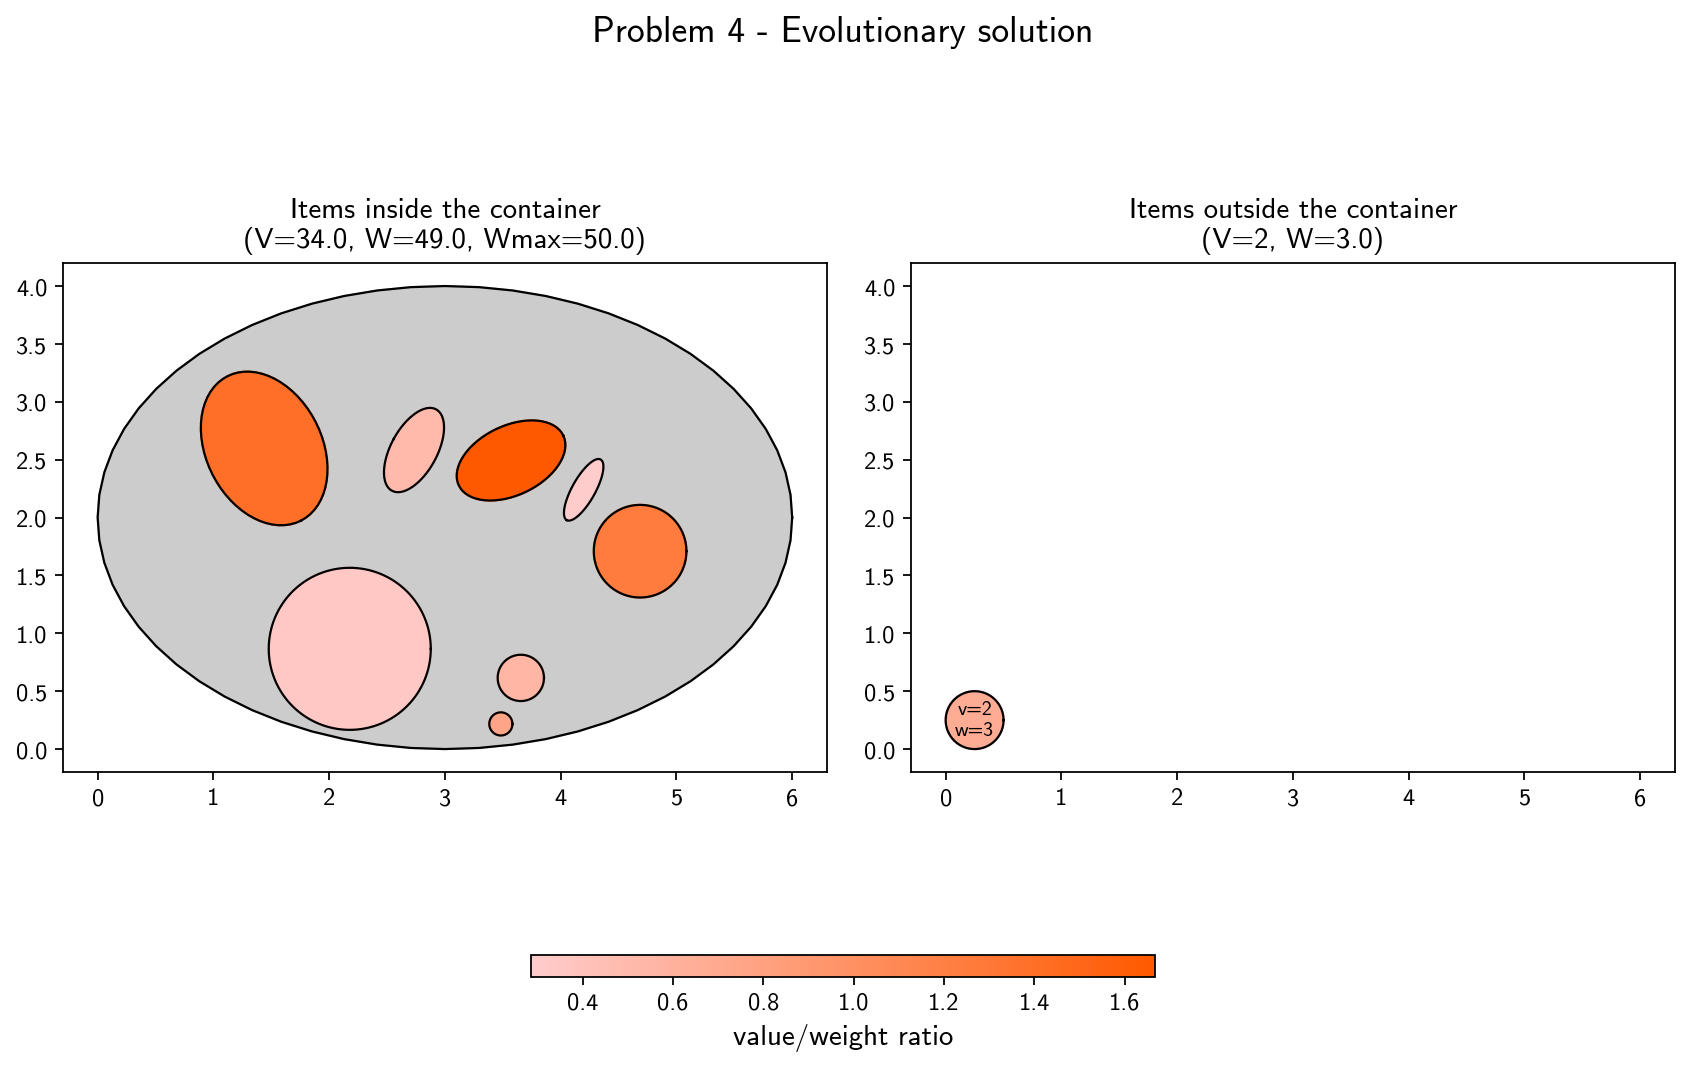 Problem 4 - Evolutionary solution
Items inside the container
(V=34.0, W=49.0, Wmax=50.0)
4.0
3.5
3.0
2.5
2.0
1.5
1.0
0.5
0.0
0 1 2 3 4 5 6
Items outside the container
(V=2, W=3.0)
4.0
3.5
3.0
2.5
2.0
1.5
1.0
0.5
0.0
v=2
w=3
0 1 2 3 4 5 6
0.4 0.6 0.8 1.0 1.2 1.4 1.6
value/weight ratio